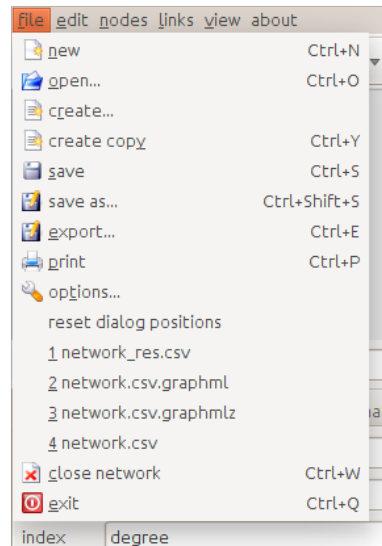 file edit nodes links view about
new Ctrl+N
open... Ctrl+O
create...
create copy Ctrl+Y
save Ctrl+S
save as... Ctrl+Shift+S
export... Ctrl+E
print Ctrl+P
options...
reset dialog positions
1 network_res.csv
2 network.csv.graphml
3 network.csv.graphmlz
4 network.csv
close network Ctrl+W
exit Ctrl+Q
index degree